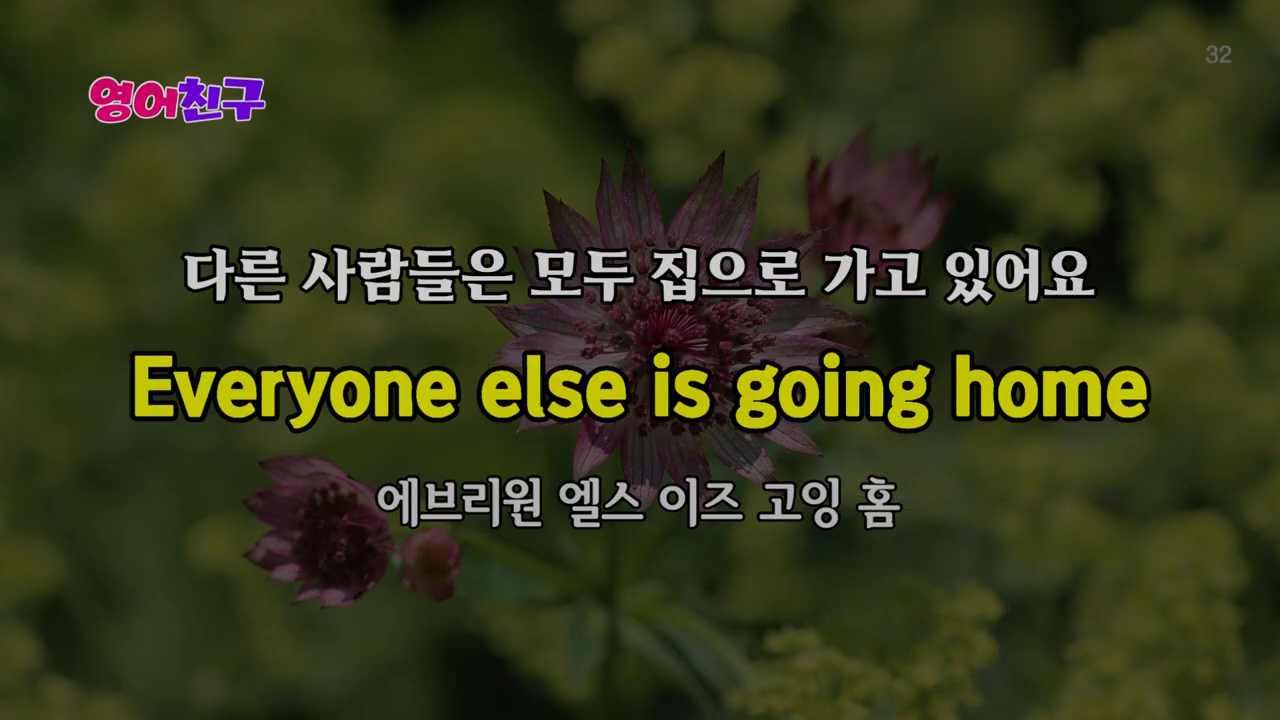 32
영어친구
다른 사람들은 모두 집으로 가고 있어요
Everyone else is going home
에브리원 엘스 이즈 고잉 홈